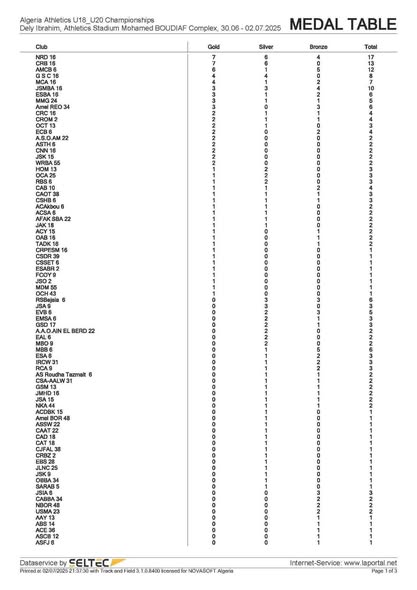 Algeria Athletics U18_U20 Championships
Dely Ibrahim, Athletics Stadium Mohamed BOUDIAF Complex, 30.06 - 02.07.2025
MEDAL TABLE
Club Gold Silver Bronze Total
NRD 16 7 6 4 17
CRB 16 7 6 0 13
AMCB 6 6 1 5 12
G S C 16 4 4 0 8
MCA 16 4 1 2 7
JSMBA 16 3 3 4 10
ESBA 16 3 1 2 6
MMG 24 3 1 1 5
Amel REO 34 3 0 3 6
CRC 16 2 1 1 4
CROM 2 2 1 1 4
OCT 13 2 1 0 3
ECB 6 2 0 2 4
A.S.O.AM 22 2 0 0 2
ASTH 6 2 0 0 2
CNN 16 2 0 0 2
JSK 15 2 0 0 2
WRBA 55 2 0 0 2
HOM 13 1 2 0 3
OCA 25 1 2 0 3
RBS 6 1 2 0 3
CAB 10 1 1 2 4
CAOT 38 1 1 1 3
CSHB 6 1 1 1 3
ACAkbou 6 1 1 0 2
ACSA 6 1 1 0 2
AFAK SBA 22 1 1 0 2
JAK 18 1 1 0 2
ACY 15 1 0 1 2
OAB 16 1 0 1 2
TADK 16 1 0 1 2
CRPESM 16 1 0 0 1
CSDR 39 1 0 0 1
CSSET 6 1 0 0 1
ESABR 2 1 0 0 1
FCOY 9 1 0 0 1
JSO 2 1 0 0 1
MDM 55 1 0 0 1
OCH 43 1 0 0 1
RSBejaia 6 0 3 3 6
JSA 9 0 3 0 3
EVB 6 0 2 3 5
EMSA 6 0 2 1 3
GSD 17 0 2 1 3
A.A.O.AIN EL BERD 22 0 2 0 2
EAL 6 0 2 0 2
MBO 9 0 2 0 2
MBB 6 0 1 5 6
ESA 6 0 1 2 3
IRCW 31 0 1 2 3
RCA 9 0 1 2 3
AS Roudha Tazmalt 6 0 1 1 2
CSA-AALW 31 0 1 1 2
GSM 13 0 1 1 2
JMHD 16 0 1 1 2
JSA 15 0 1 1 2
NKA 44 0 1 1 2
ACDBK 15 0 1 0 1
Amel BOR 48 0 1 0 1
ASSW 22 0 1 0 1
CAAT 22 0 1 0 1
CAD 18 0 1 0 1
CAT 18 0 1 0 1
CJFAL 38 0 1 0 1
CRBZ 2 0 1 0 1
EBS 28 0 1 0 1
JLNC 25 0 1 0 1
JSK 9 0 1 0 1
OBBA 34 0 1 0 1
SARAB 5 0 1 0 1
JSIA 6 0 0 3 3
CABBA 34 0 0 2 2
NBOR 48 0 0 2 2
USMA 23 0 0 2 2
AAY 13 0 0 1 1
ABS 14 0 0 1 1
ACE 36 0 0 1 1
ASCB 12 0 0 1 1
ASFJ 6 0 0 1 1
Dataservice by SELTEC
Internet-Service: www.laportal.net
Printed at 02/07/2025 21:37:30 with Track and Field 3, 1.0.8400 licensed for NOVASOFT Algeria
Page 1 of 3